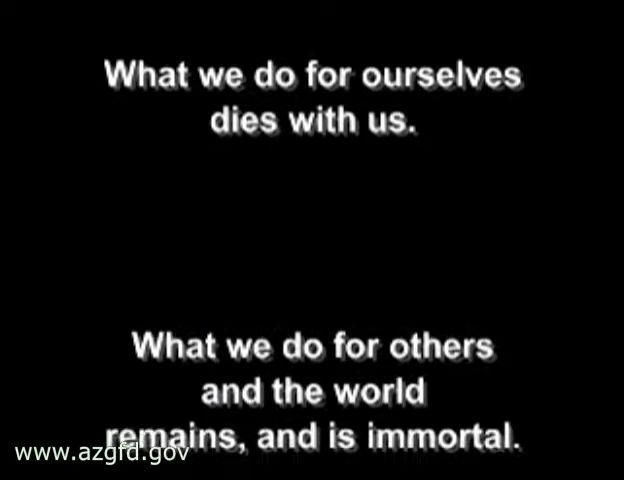 What we do for ourselves
dies with us.
What we do for others
and the world
remains, and is immortal.
www.azgfd.gov